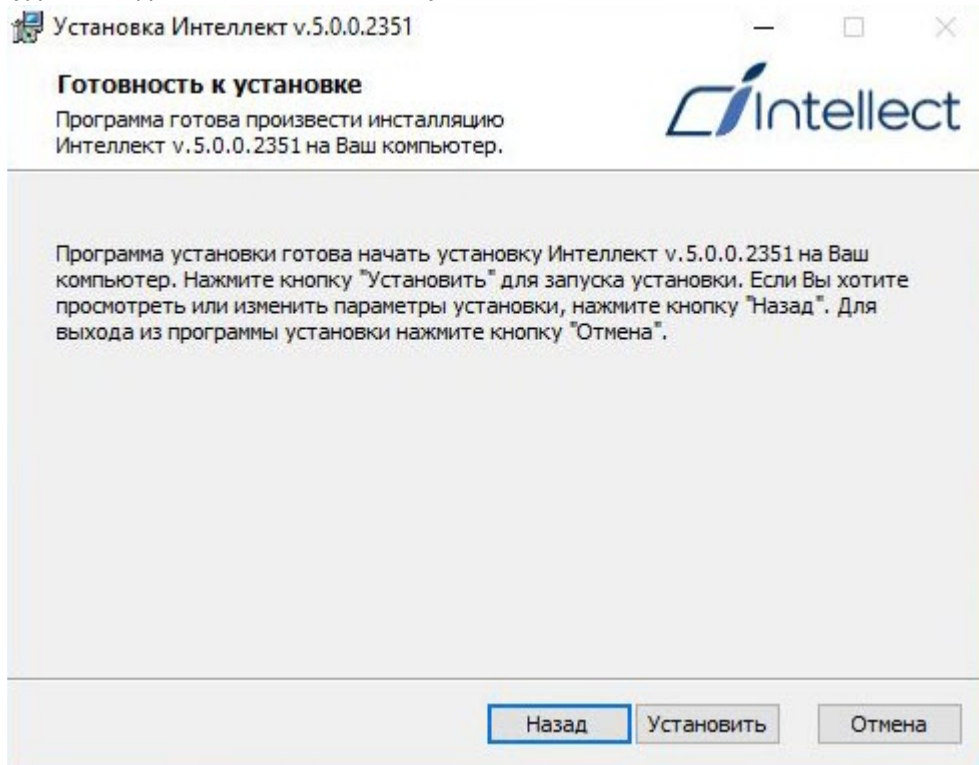 Установка Интеллект v.5.0.0.2351
Готовность к установке
Программа готова произвести инсталляцию
Интеллект v.5.0.0.2351 на Ваш компьютер.
Intellect
Программа установки готова начать установку Интеллект v.5.0.0.2351 на Ваш
компьютер. Нажмите кнопку "Установить" для запуска установки. Если Вы хотите
просмотреть или изменить параметры установки, нажмите кнопку "Назад". Для
выхода из программы установки нажмите кнопку "Отмена".
Назад Установить Отмена